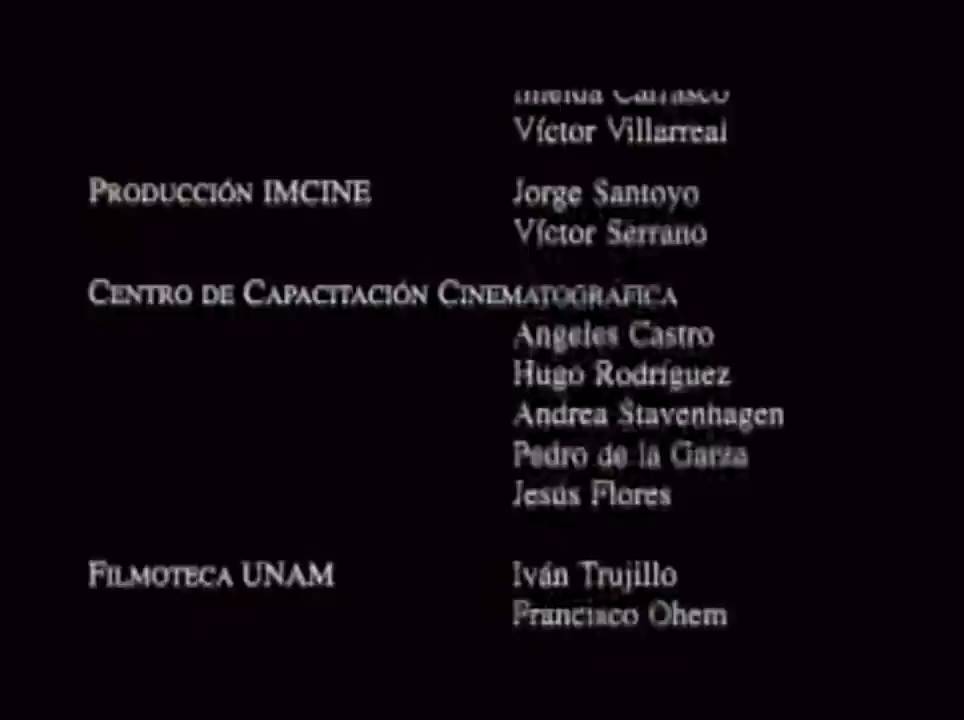 Víctor Villarreal
PRODUCCIÓN IMCINE Jorge Santoyo
Víctor Serrano
CENTRO DE CAPACITACIÓN CINEMATOGRÁFICA
Angeles Castro
Hugo Rodríguez
Andrea Stavenhagen
Pedro de la Garza
Jesús Flores
FILMOTECA UNAM Iván Trujillo
Francisco Ohem